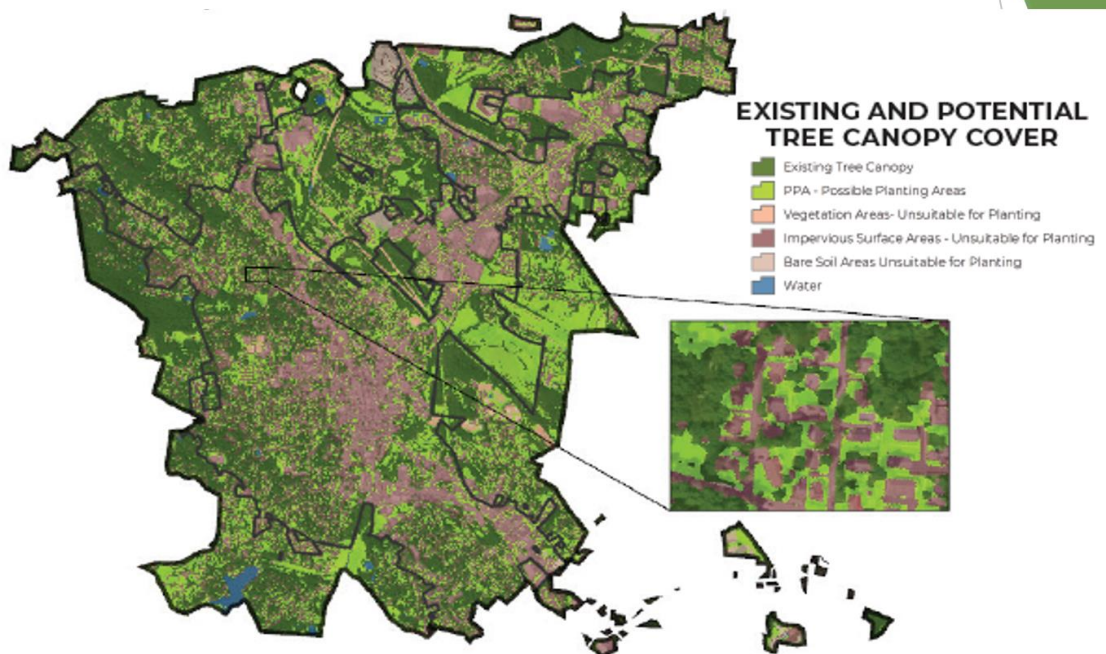 EXISTING AND POTENTIAL
TREE CANOPY COVER
Existing Tree Canopy
PPA - Possible Planting Areas
Vegetation Areas- Unsuitable for Planting
Impervious Surface Areas - Unsuitable for Planting
Bare Soil Areas Unsuitable for Planting
Water